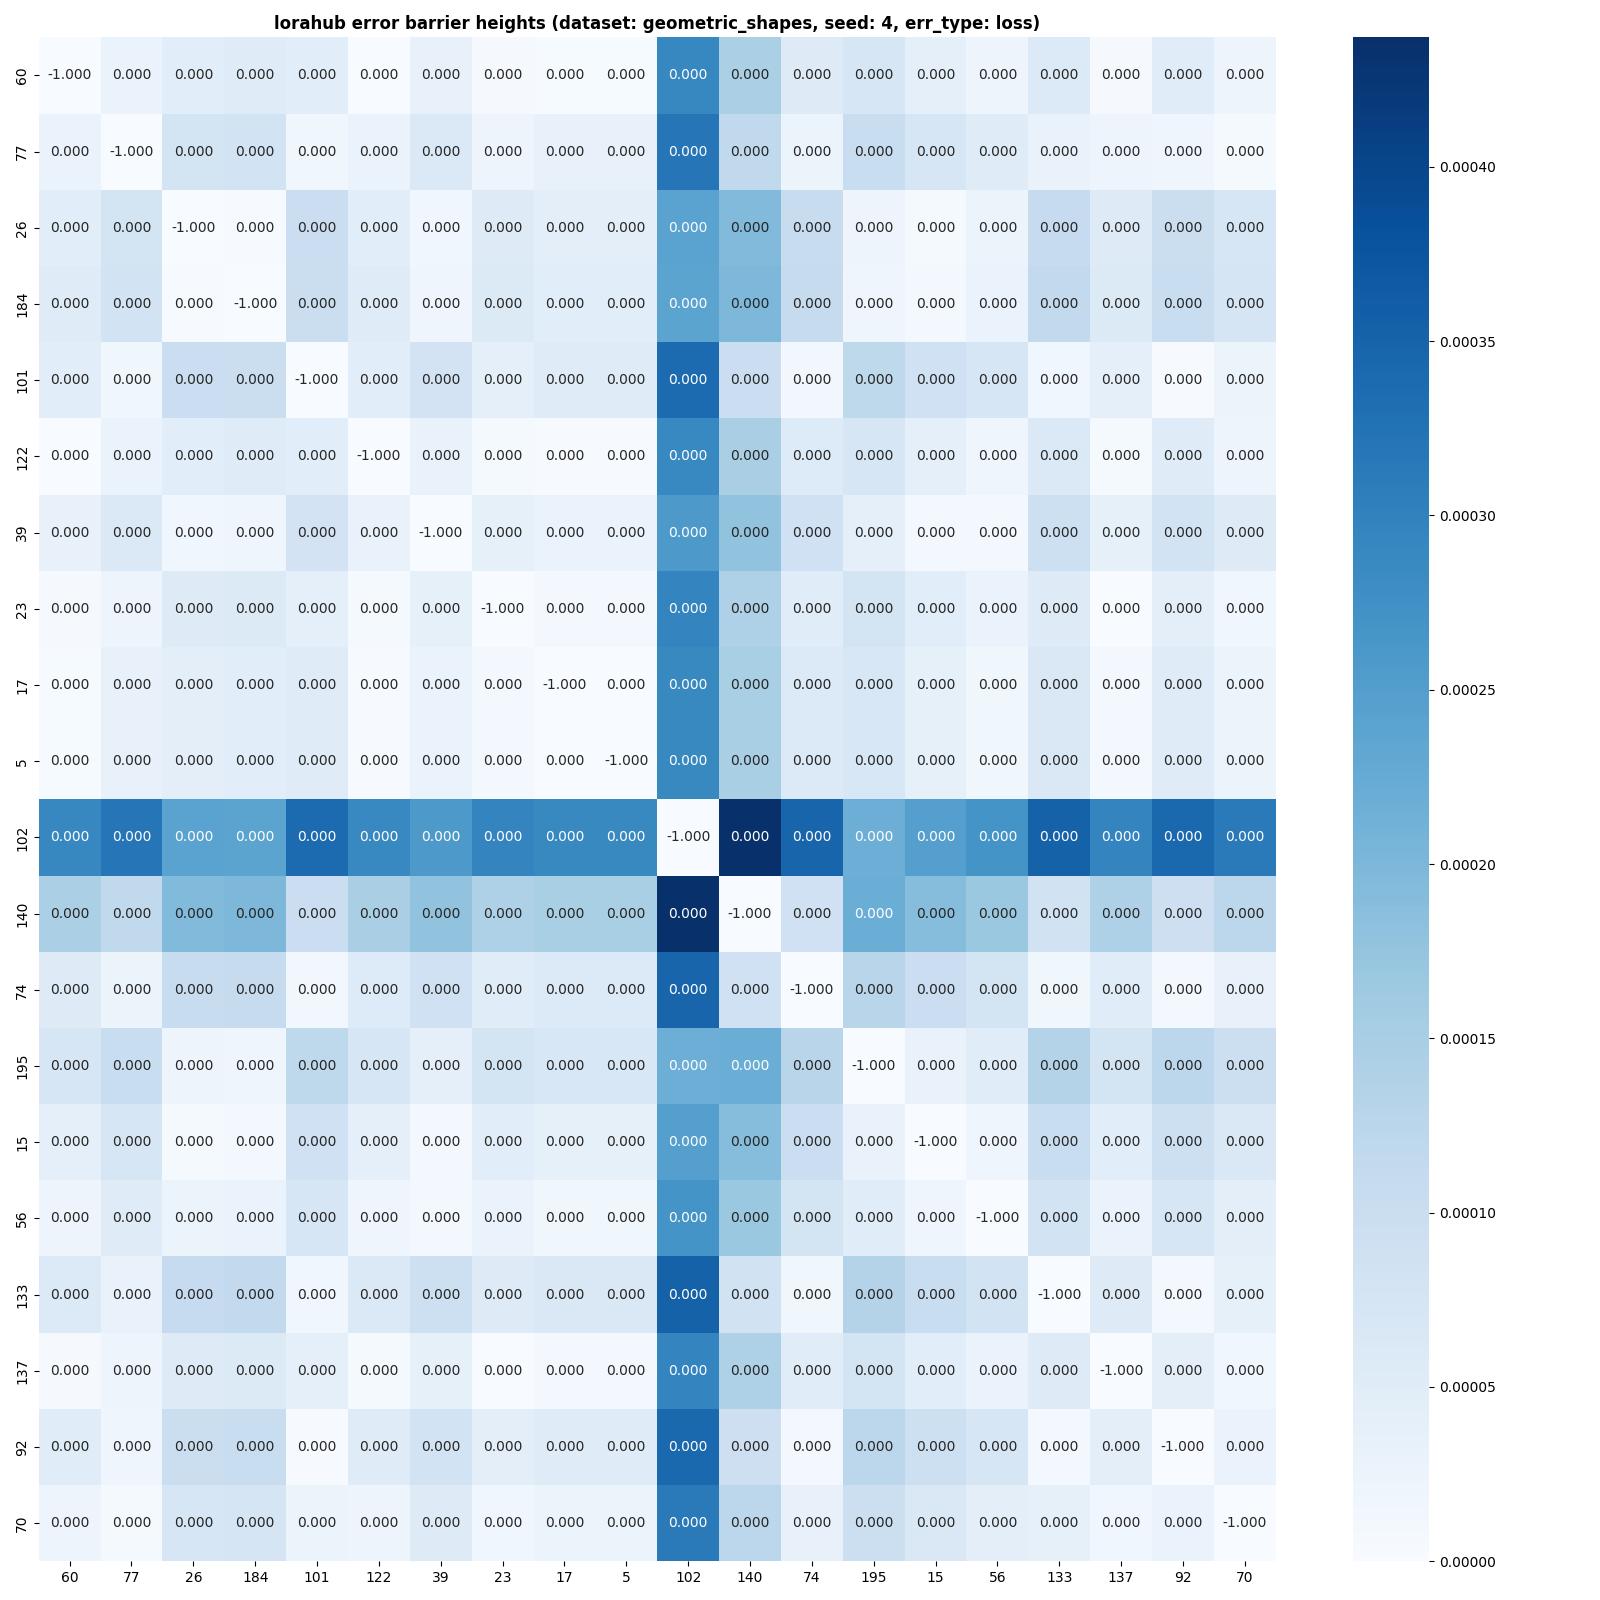 lorahub error barrier heights (dataset: geometric_shapes, seed: 4, err_type: loss)
60 -1.000 0.000 0.000 0.000 0.000 0.000 0.000 0.000 0.000 0.000 0.000 0.000 0.000 0.000 0.000 0.000 0.000 0.000 0.000 0.000
77 0.000 -1.000 0.000 0.000 0.000 0.000 0.000 0.000 0.000 0.000 0.000 0.000 0.000 0.000 0.000 0.000 0.000 0.000 0.000 0.000
26 0.000 0.000 -1.000 0.000 0.000 0.000 0.000 0.000 0.000 0.000 0.000 0.000 0.000 0.000 0.000 0.000 0.000 0.000 0.000 0.000
184 0.000 0.000 0.000 -1.000 0.000 0.000 0.000 0.000 0.000 0.000 0.000 0.000 0.000 0.000 0.000 0.000 0.000 0.000 0.000 0.000
101 0.000 0.000 0.000 0.000 -1.000 0.000 0.000 0.000 0.000 0.000 0.000 0.000 0.000 0.000 0.000 0.000 0.000 0.000 0.000 0.000
122 0.000 0.000 0.000 0.000 0.000 -1.000 0.000 0.000 0.000 0.000 0.000 0.000 0.000 0.000 0.000 0.000 0.000 0.000 0.000 0.000
39 0.000 0.000 0.000 0.000 0.000 0.000 -1.000 0.000 0.000 0.000 0.000 0.000 0.000 0.000 0.000 0.000 0.000 0.000 0.000 0.000
23 0.000 0.000 0.000 0.000 0.000 0.000 0.000 -1.000 0.000 0.000 0.000 0.000 0.000 0.000 0.000 0.000 0.000 0.000 0.000 0.000
17 0.000 0.000 0.000 0.000 0.000 0.000 0.000 0.000 -1.000 0.000 0.000 0.000 0.000 0.000 0.000 0.000 0.000 0.000 0.000 0.000
5 0.000 0.000 0.000 0.000 0.000 0.000 0.000 0.000 0.000 -1.000 0.000 0.000 0.000 0.000 0.000 0.000 0.000 0.000 0.000 0.000
102 0.000 0.000 0.000 0.000 0.000 0.000 0.000 0.000 0.000 0.000 -1.000 0.000 0.000 0.000 0.000 0.000 0.000 0.000 0.000 0.000
140 0.000 0.000 0.000 0.000 0.000 0.000 0.000 0.000 0.000 0.000 0.000 -1.000 0.000 0.000 0.000 0.000 0.000 0.000 0.000 0.000
74 0.000 0.000 0.000 0.000 0.000 0.000 0.000 0.000 0.000 0.000 0.000 0.000 -1.000 0.000 0.000 0.000 0.000 0.000 0.000 0.000
195 0.000 0.000 0.000 0.000 0.000 0.000 0.000 0.000 0.000 0.000 0.000 0.000 0.000 -1.000 0.000 0.000 0.000 0.000 0.000 0.000
15 0.000 0.000 0.000 0.000 0.000 0.000 0.000 0.000 0.000 0.000 0.000 0.000 0.000 0.000 -1.000 0.000 0.000 0.000 0.000 0.000
56 0.000 0.000 0.000 0.000 0.000 0.000 0.000 0.000 0.000 0.000 0.000 0.000 0.000 0.000 0.000 -1.000 0.000 0.000 0.000 0.000
133 0.000 0.000 0.000 0.000 0.000 0.000 0.000 0.000 0.000 0.000 0.000 0.000 0.000 0.000 0.000 0.000 -1.000 0.000 0.000 0.000
137 0.000 0.000 0.000 0.000 0.000 0.000 0.000 0.000 0.000 0.000 0.000 0.000 0.000 0.000 0.000 0.000 0.000 -1.000 0.000 0.000
92 0.000 0.000 0.000 0.000 0.000 0.000 0.000 0.000 0.000 0.000 0.000 0.000 0.000 0.000 0.000 0.000 0.000 0.000 -1.000 0.000
70 0.000 0.000 0.000 0.000 0.000 0.000 0.000 0.000 0.000 0.000 0.000 0.000 0.000 0.000 0.000 0.000 0.000 0.000 0.000 -1.000
60 77 26 184 101 122 39 23 17 5 102 140 74 195 15 56 133 137 92 70
0.00040
0.00035
0.00030
0.00025
0.00020
0.00015
0.00010
0.00005
0.00000